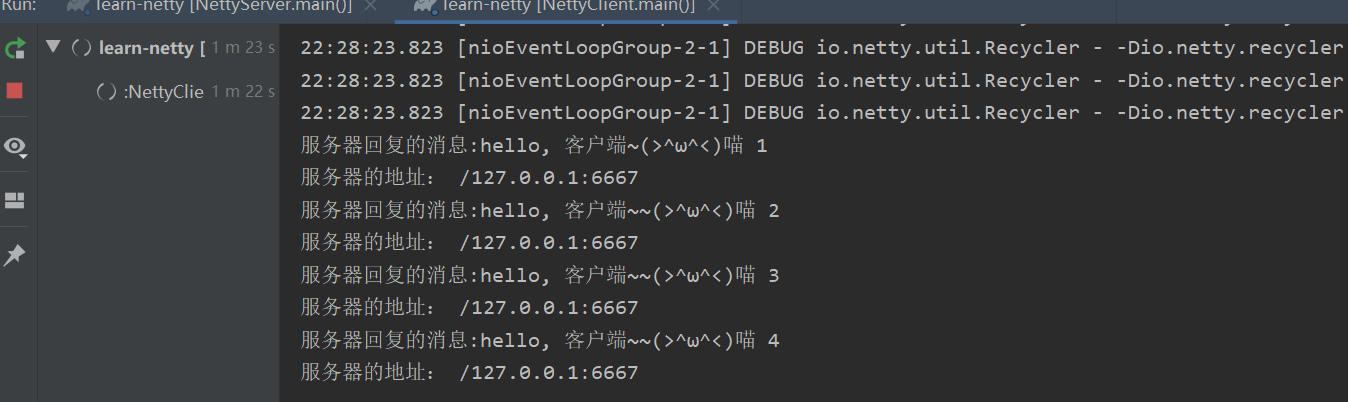 Run: learn-netty [NettyServer.main()] × learn-netty [NettyClient.main()] ×
learn-netty [ 1 m 23 s
:NettyClie 1 m 22 s
22:28:23.823 [nioEventLoopGroup-2-1] DEBUG io.netty.util.Recycler - -Dio.netty.recycler
22:28:23.823 [nioEventLoopGroup-2-1] DEBUG io.netty.util.Recycler - -Dio.netty.recycler
22:28:23.823 [nioEventLoopGroup-2-1] DEBUG io.netty.util.Recycler - -Dio.netty.recycler
服务器回复的消息:hello, 客户端~(>^ω^<)喵 1
服务器的地址: /127.0.0.1:6667
服务器回复的消息:hello, 客户端~~(>^ω^<)喵 2
服务器的地址: /127.0.0.1:6667
服务器回复的消息:hello, 客户端~~(>^ω^<)喵 3
服务器的地址: /127.0.0.1:6667
服务器回复的消息:hello, 客户端~~(>^ω^<)喵 4
服务器的地址: /127.0.0.1:6667